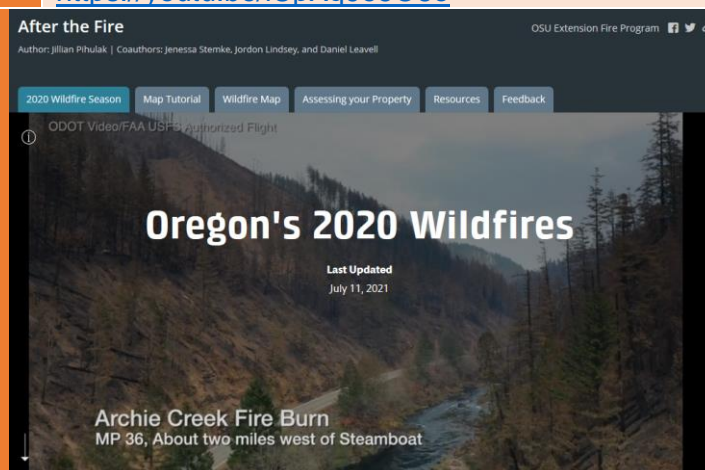 After the Fire
OSU Extension Fire Program
Author: Jillian Pihulak | Coauthors: Jenessa Stemke, Jordon Lindsey, and Daniel Leavell
2020 Wildfire Season
Map Tutorial
Wildfire Map
Assessing your Property
Resources
Feedback
ODOT Video/FAA USFS Authorized Flight
Oregon's 2020 Wildfires
Last Updated
July 11, 2021
Archie Creek Fire Burn
MP 36, About two miles west of Steamboat